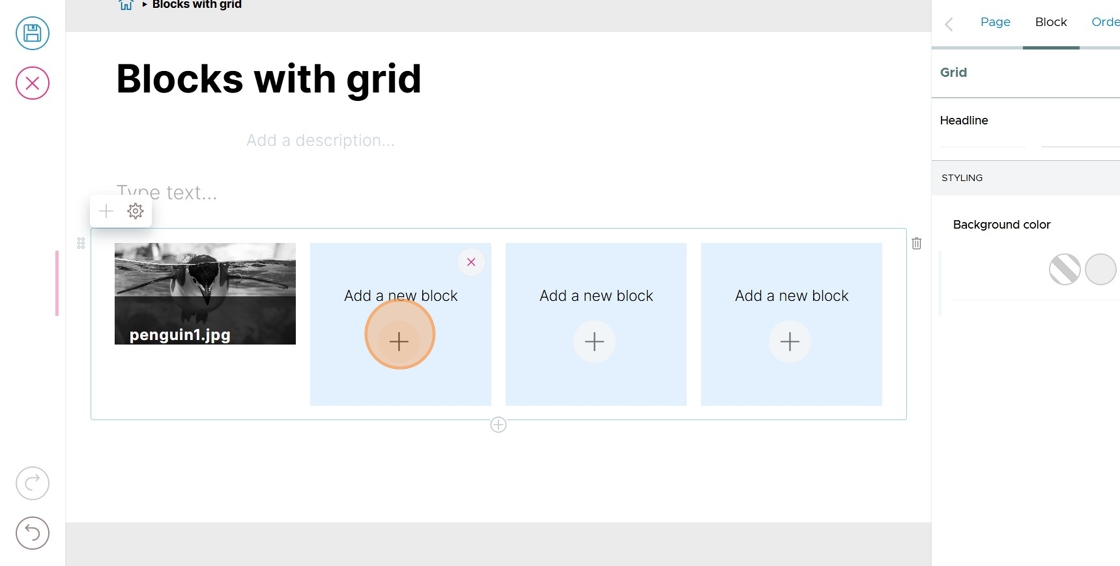 Blocks with grid
Page
Block
Orde
Grid
Blocks with grid
Headline
Add a description...
STYLING
Type text...
Background color
Add a new block
Add a new block
Add a new block
penguin1.jpg